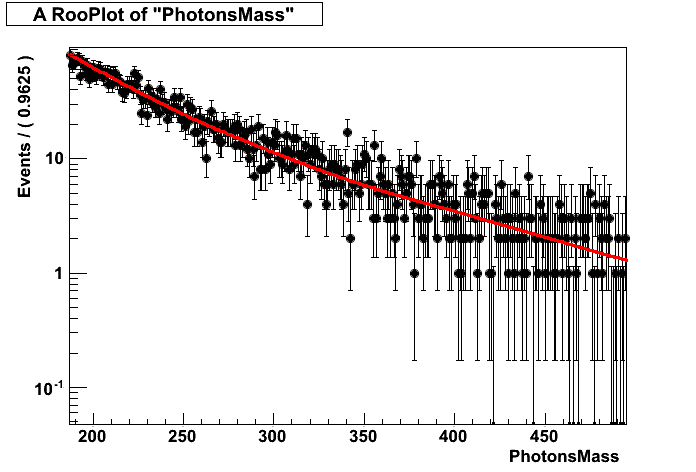 A RooPlot of "PhotonsMass"
Events / ( 0.9625 )
10
1
10-1
200 250 300 350 400 450
PhotonsMass